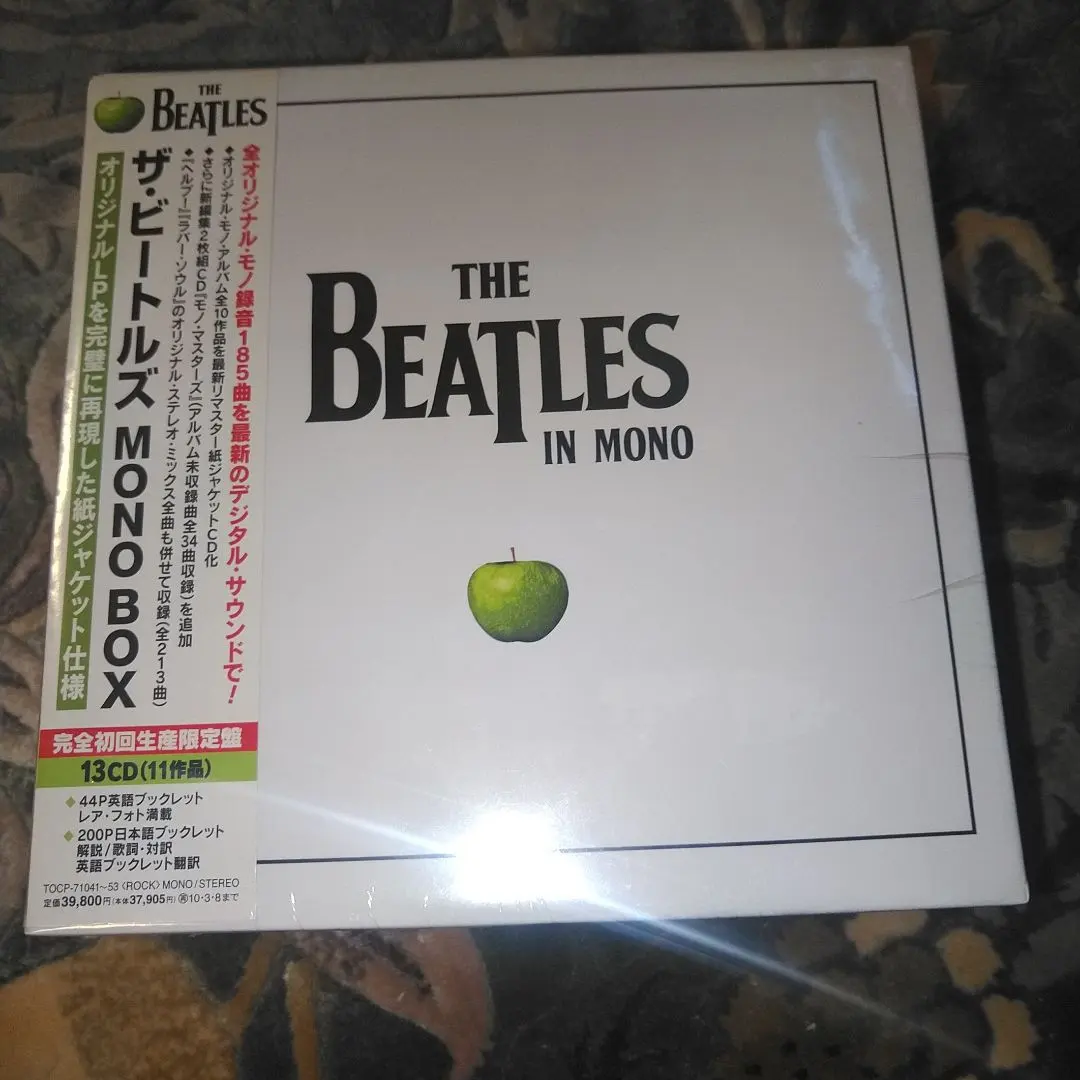 THE
BEATLES
全オリジナル・モノ録音185曲を最新のデジタル・サウンドで!
◆オリジナル・モノ・アルバム全10作品を最新リマスター紙ジャケットCD化
◆さらに新編集2枚組CD『モノ・マスターズ』(アルバム未収録曲全34曲収録)を追加
◆『ヘルプ!』『ラバー・ソウル』のオリジナル・ステレオ・ミックス全曲も併せて収録(全213曲)
ザ・ビートルズ MONO BOX
オリジナルLPを完璧に再現した紙ジャケット仕様
完全初回生産限定盤
13CD(11作品)
◆44P英語ブックレット
レア・フォト満載
◆200P日本語ブックレット
解説/歌詞・対訳
英語ブックレット翻訳
TOCP-71041〜53〈ROCK〉MONO/STEREO
定価39,800円(本体37,905円)Ⓡ10・3・8まで
THE
BEATLES
IN MONO